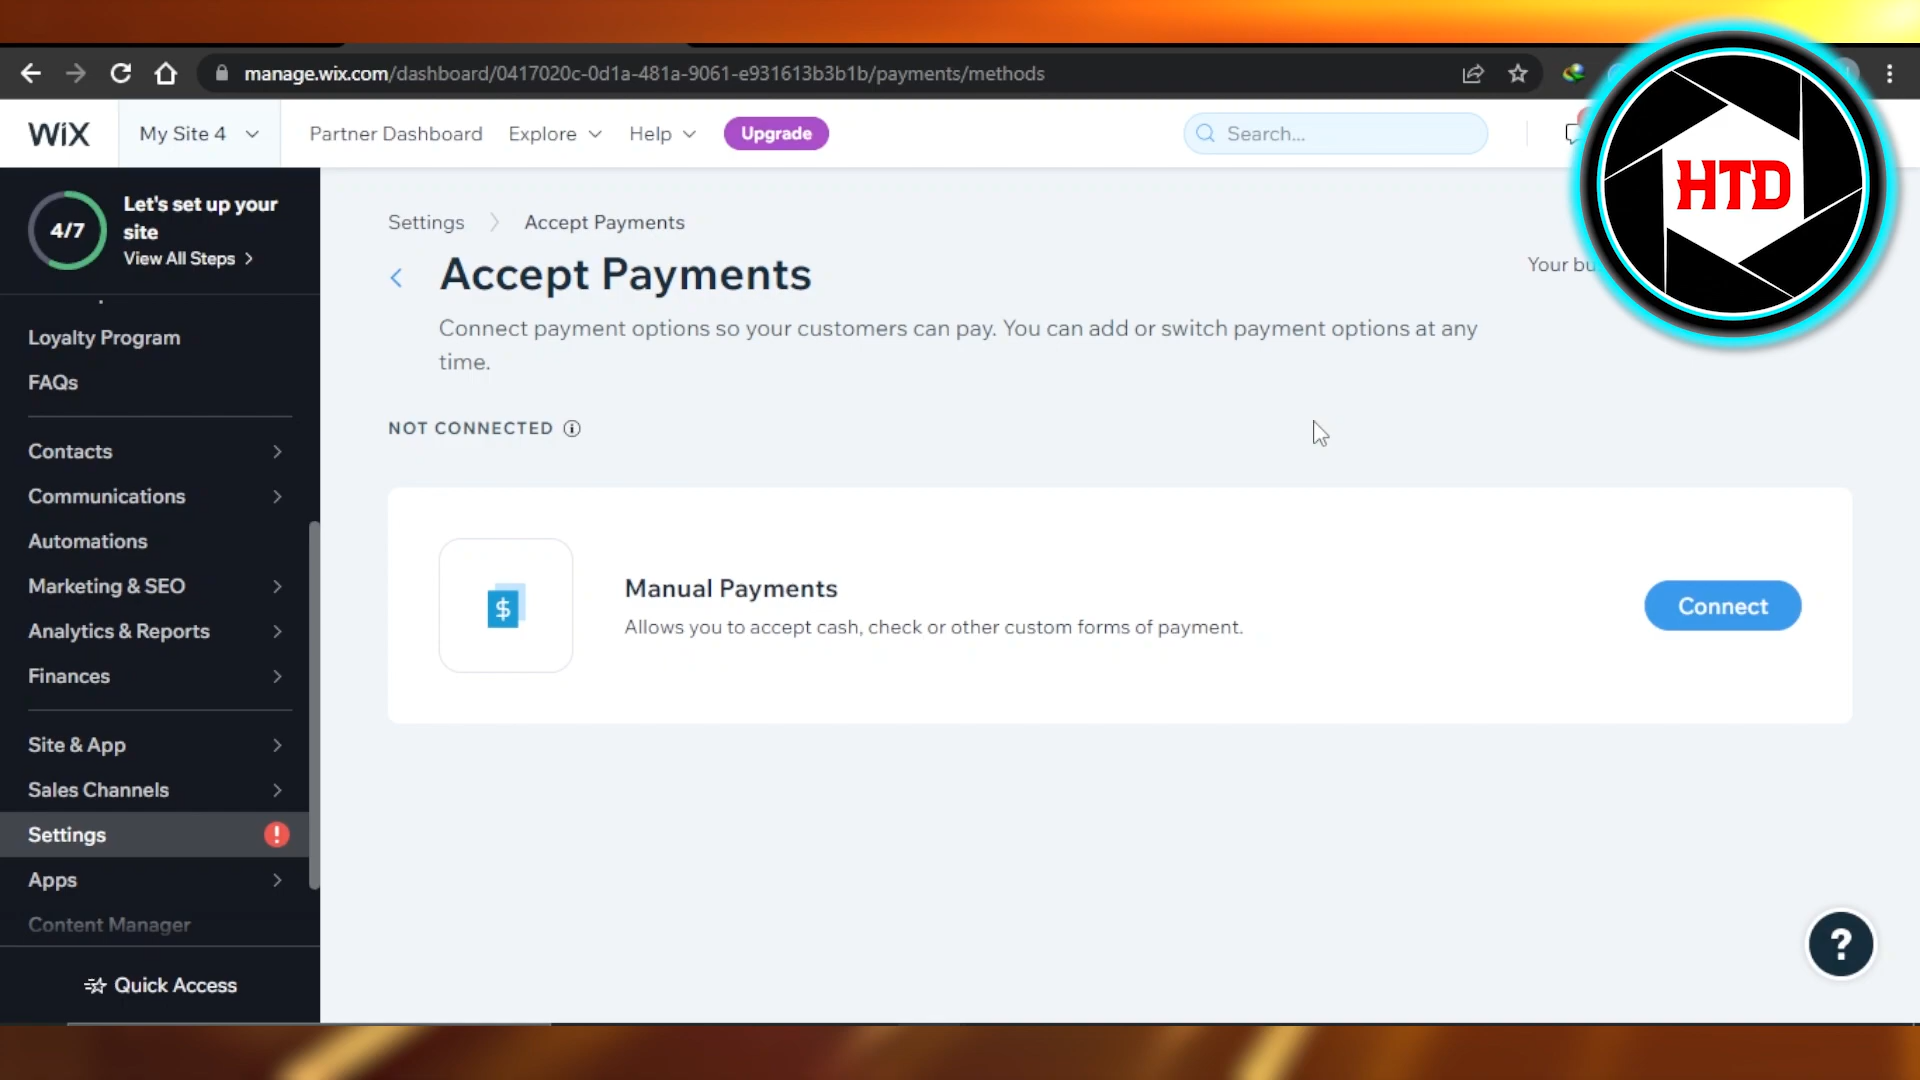 manage.wix.com/dashboard/0417020c-0d1a-481a-9061-e931613b3b1b/payments/methods
WiX
My Site 4
Partner Dashboard
Explore
Help
Upgrade
Search...
HTD
4/7
Let's set up your
site
View All Steps
Loyalty Program
FAQs
Contacts
Communications
Automations
Marketing & SEO
Analytics & Reports
Finances
Site & App
Sales Channels
Settings
!
Apps
Content Manager
Quick Access
Settings
Accept Payments
Accept Payments
Your
Connect payment options so your customers can pay. You can add or switch payment options at any
time.
NOT CONNECTED
$
Manual Payments
Allows you to accept cash, check or other custom forms of payment.
Connect
?